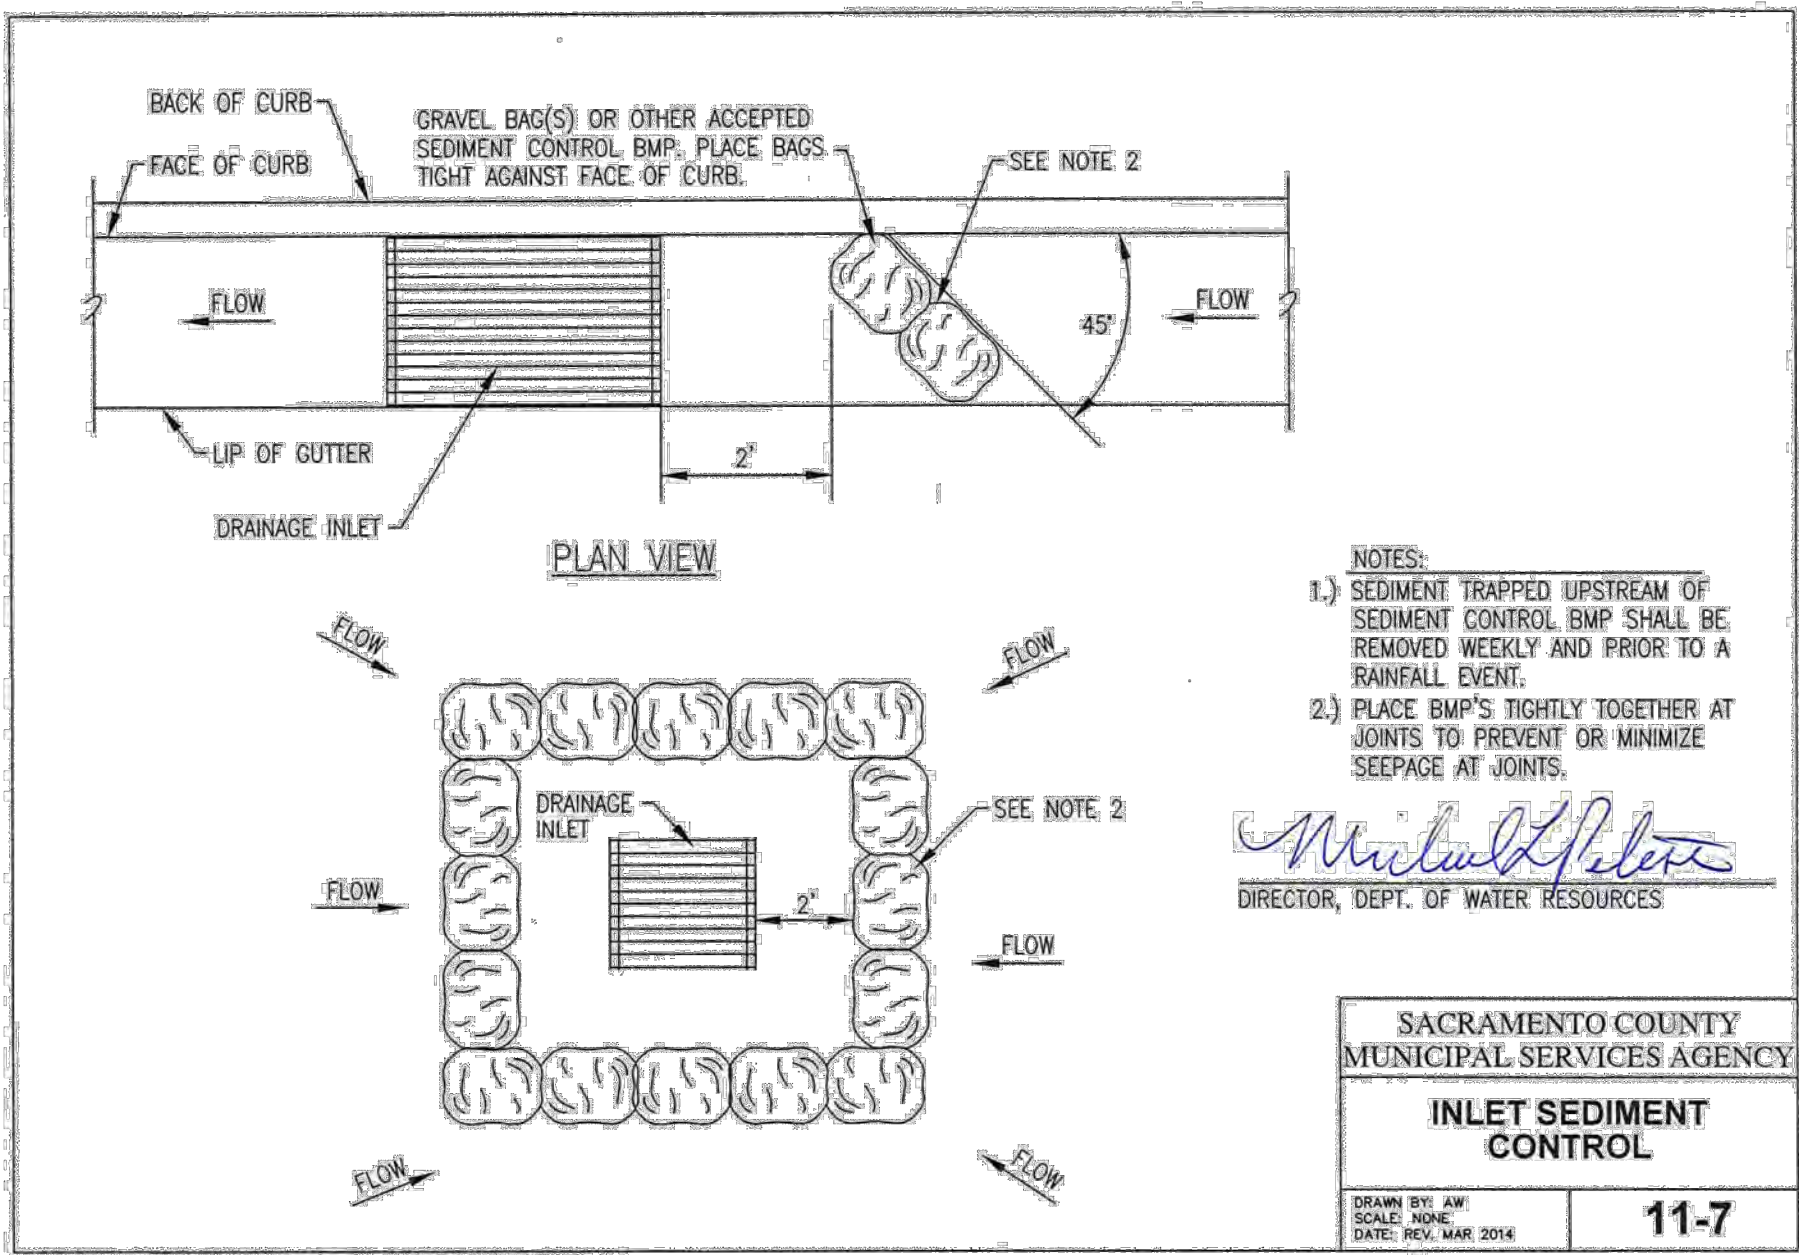 BACK OF CURB
FACE OF CURB
GRAVEL BAG(S) OR OTHER ACCEPTED
SEDIMENT CONTROL BMP. PLACE BAGS
TIGHT AGAINST FACE OF CURB.
SEE NOTE 2
FLOW
FLOW
45°
LIP OF GUTTER
2'
DRAINAGE INLET
PLAN VIEW
NOTES:
1.) SEDIMENT TRAPPED UPSTREAM OF
SEDIMENT CONTROL BMP SHALL BE
REMOVED WEEKLY AND PRIOR TO A
RAINFALL EVENT.
2.) PLACE BMP'S TIGHTLY TOGETHER AT
JOINTS TO PREVENT OR MINIMIZE
SEEPAGE AT JOINTS.
FLOW
FLOW
DRAINAGE
INLET
SEE NOTE 2
FLOW
2'
FLOW
FLOW
FLOW
DIRECTOR, DEPT. OF WATER RESOURCES
SACRAMENTO COUNTY
MUNICIPAL SERVICES AGENCY
INLET SEDIMENT
CONTROL
DRAWN BY: AW
SCALE: NONE
DATE: REV. MAR 2014
11-7